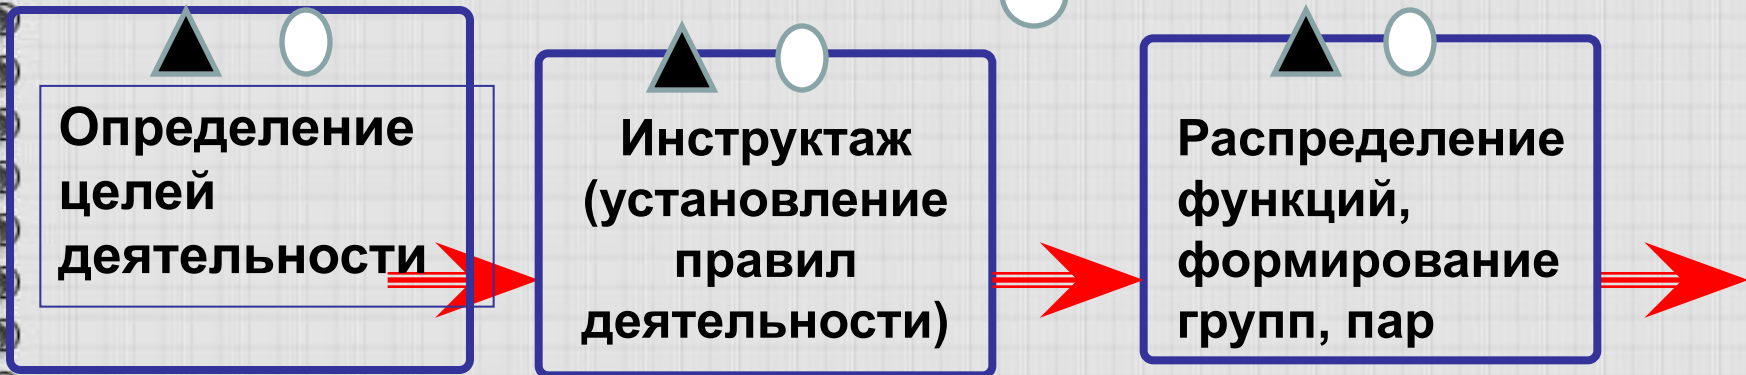 Определение
целей
деятельности
Инструктаж
(установление
правил
деятельности)
Распределение
функций,
формирование
групп, пар